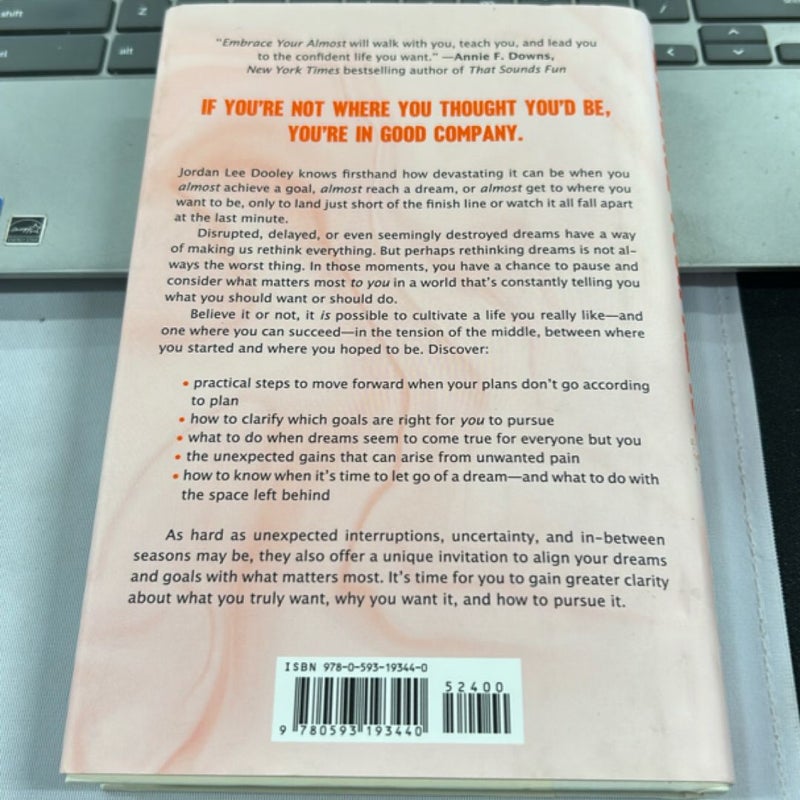 shift
Z
alt
"Embrace Your Almost will walk with you, teach you, and lead you
to the confident life you want." —Annie F. Downs,
New York Times bestselling author of That Sounds Fun
IF YOU'RE NOT WHERE YOU THOUGHT YOU'D BE,
YOU'RE IN GOOD COMPANY.
Jordan Lee Dooley knows firsthand how devastating it can be when you
almost achieve a goal, almost reach a dream, or almost get to where you
want to be, only to land just short of the finish line or watch it all fall apart
at the last minute.
Disrupted, delayed, or even seemingly destroyed dreams have a way
of making us rethink everything. But perhaps rethinking dreams is not al-
ways the worst thing. In those moments, you have a chance to pause and
consider what matters most to you in a world that's constantly telling you
what you should want or should do.
Believe it or not, it is possible to cultivate a life you really like—and
one where you can succeed—in the tension of the middle, between where
you started and where you hoped to be. Discover:
• practical steps to move forward when your plans don't go according
to plan
• how to clarify which goals are right for you to pursue
• what to do when dreams seem to come true for everyone but you
• the unexpected gains that can arise from unwanted pain
• how to know when it's time to let go of a dream—and what to do with
the space left behind
As hard as unexpected interruptions, uncertainty, and in-between
seasons may be, they also offer a unique invitation to align your dreams
and goals with what matters most. It's time for you to gain greater clarity
about what you truly want, why you want it, and how to pursue it.
ISBN 978-0-593-19344-0
52400
9 780593 193440